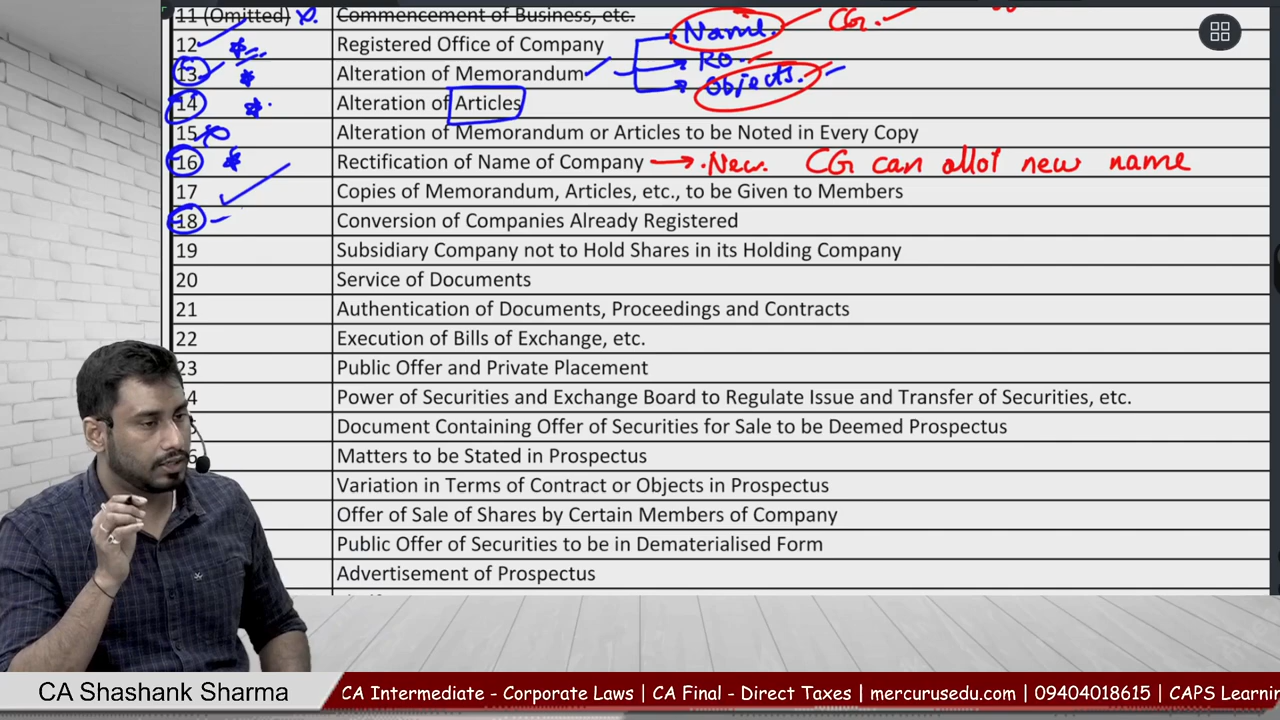 11 (Omitted) Commencement of Business, etc. Name. CG.
12 Registered Office of Company RO
13 Alteration of Memorandum Objects.
14 Alteration of Articles
15 Alteration of Memorandum or Articles to be Noted in Every Copy
16 Rectification of Name of Company → New. CG can allot new name
17 Copies of Memorandum, Articles, etc., to be Given to Members
18 Conversion of Companies Already Registered
19 Subsidiary Company not to Hold Shares in its Holding Company
20 Service of Documents
21 Authentication of Documents, Proceedings and Contracts
22 Execution of Bills of Exchange, etc.
23 Public Offer and Private Placement
4 Power of Securities and Exchange Board to Regulate Issue and Transfer of Securities, etc.
Document Containing Offer of Securities for Sale to be Deemed Prospectus
6 Matters to be Stated in Prospectus
Variation in Terms of Contract or Objects in Prospectus
Offer of Sale of Shares by Certain Members of Company
Public Offer of Securities to be in Dematerialised Form
Advertisement of Prospectus
CA Shashank Sharma
CA Intermediate - Corporate Laws | CA Final - Direct Taxes | mercurusedu.com | 09404018615 | CAPS Learnin